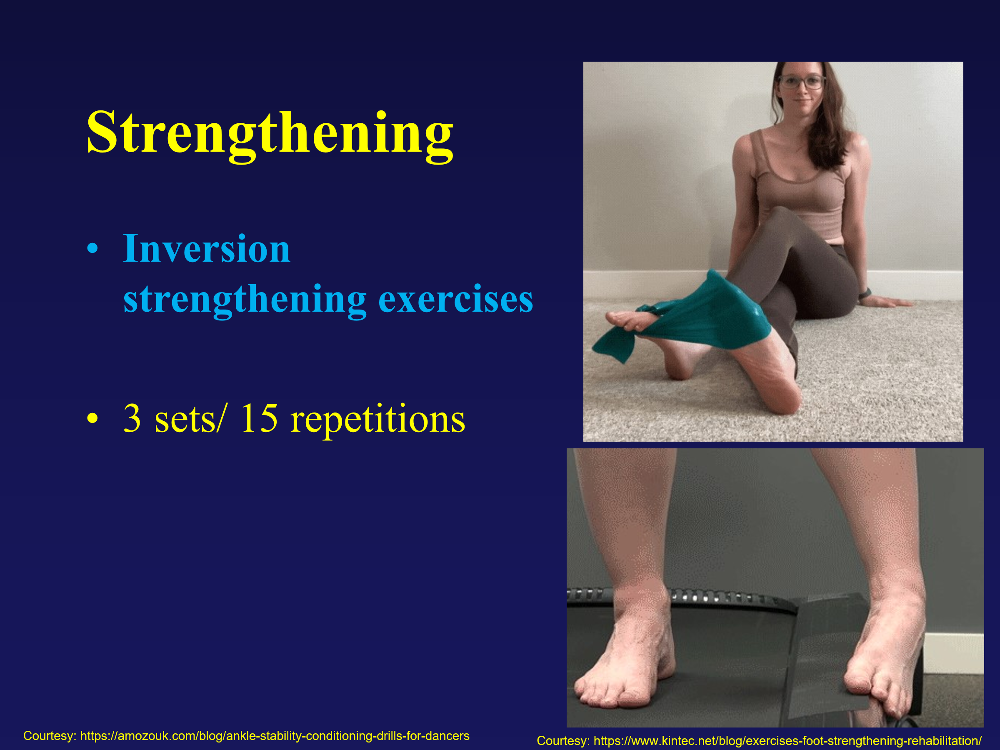 Strengthening
• Inversion
strengthening exercises
• 3 sets/ 15 repetitions
Courtesy: https://amozouk.com/blog/ankle-stability-conditioning-drills-for-dancers
Courtesy: https://www.kintec.net/blog/exercises-foot-strengthening-rehabilitation/